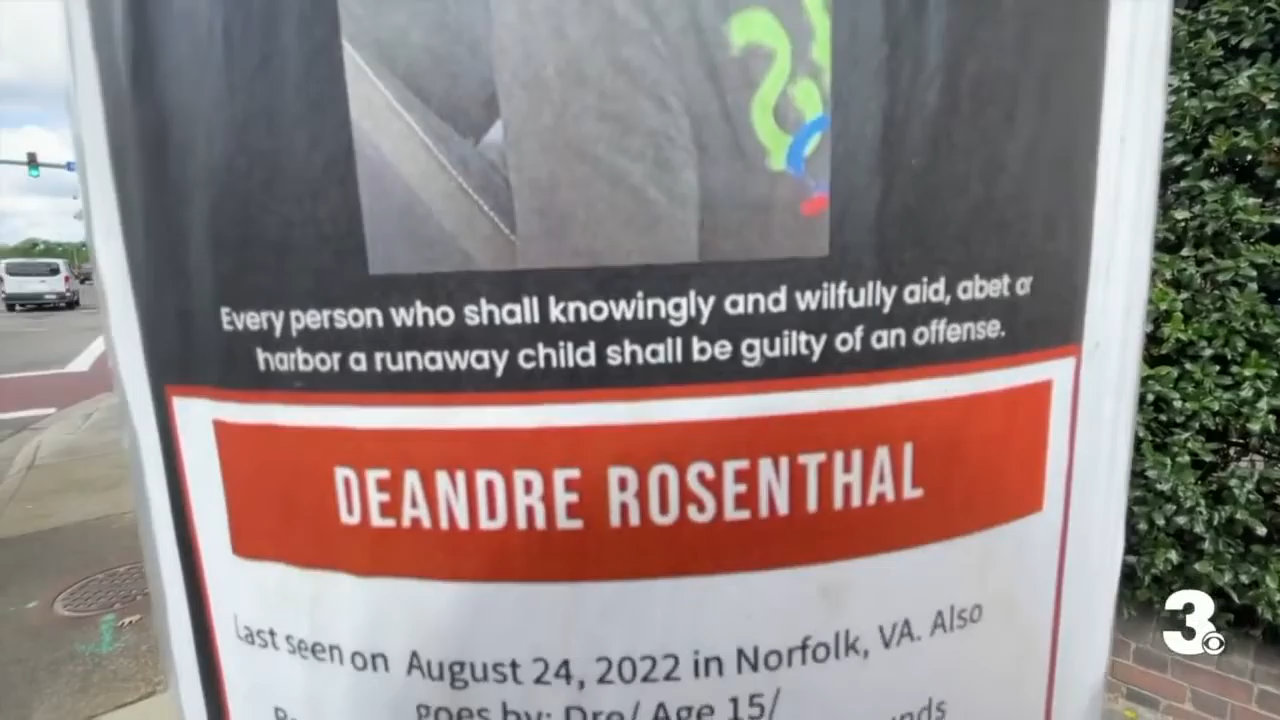 Every person who shall knowingly and wilfully aid, abet or
harbor a runaway child shall be guilty of an offense.
DEANDRE ROSENTHAL
Last seen on August 24, 2022 in Norfolk, VA. Also
goes by: Dro/ Age 15/
3